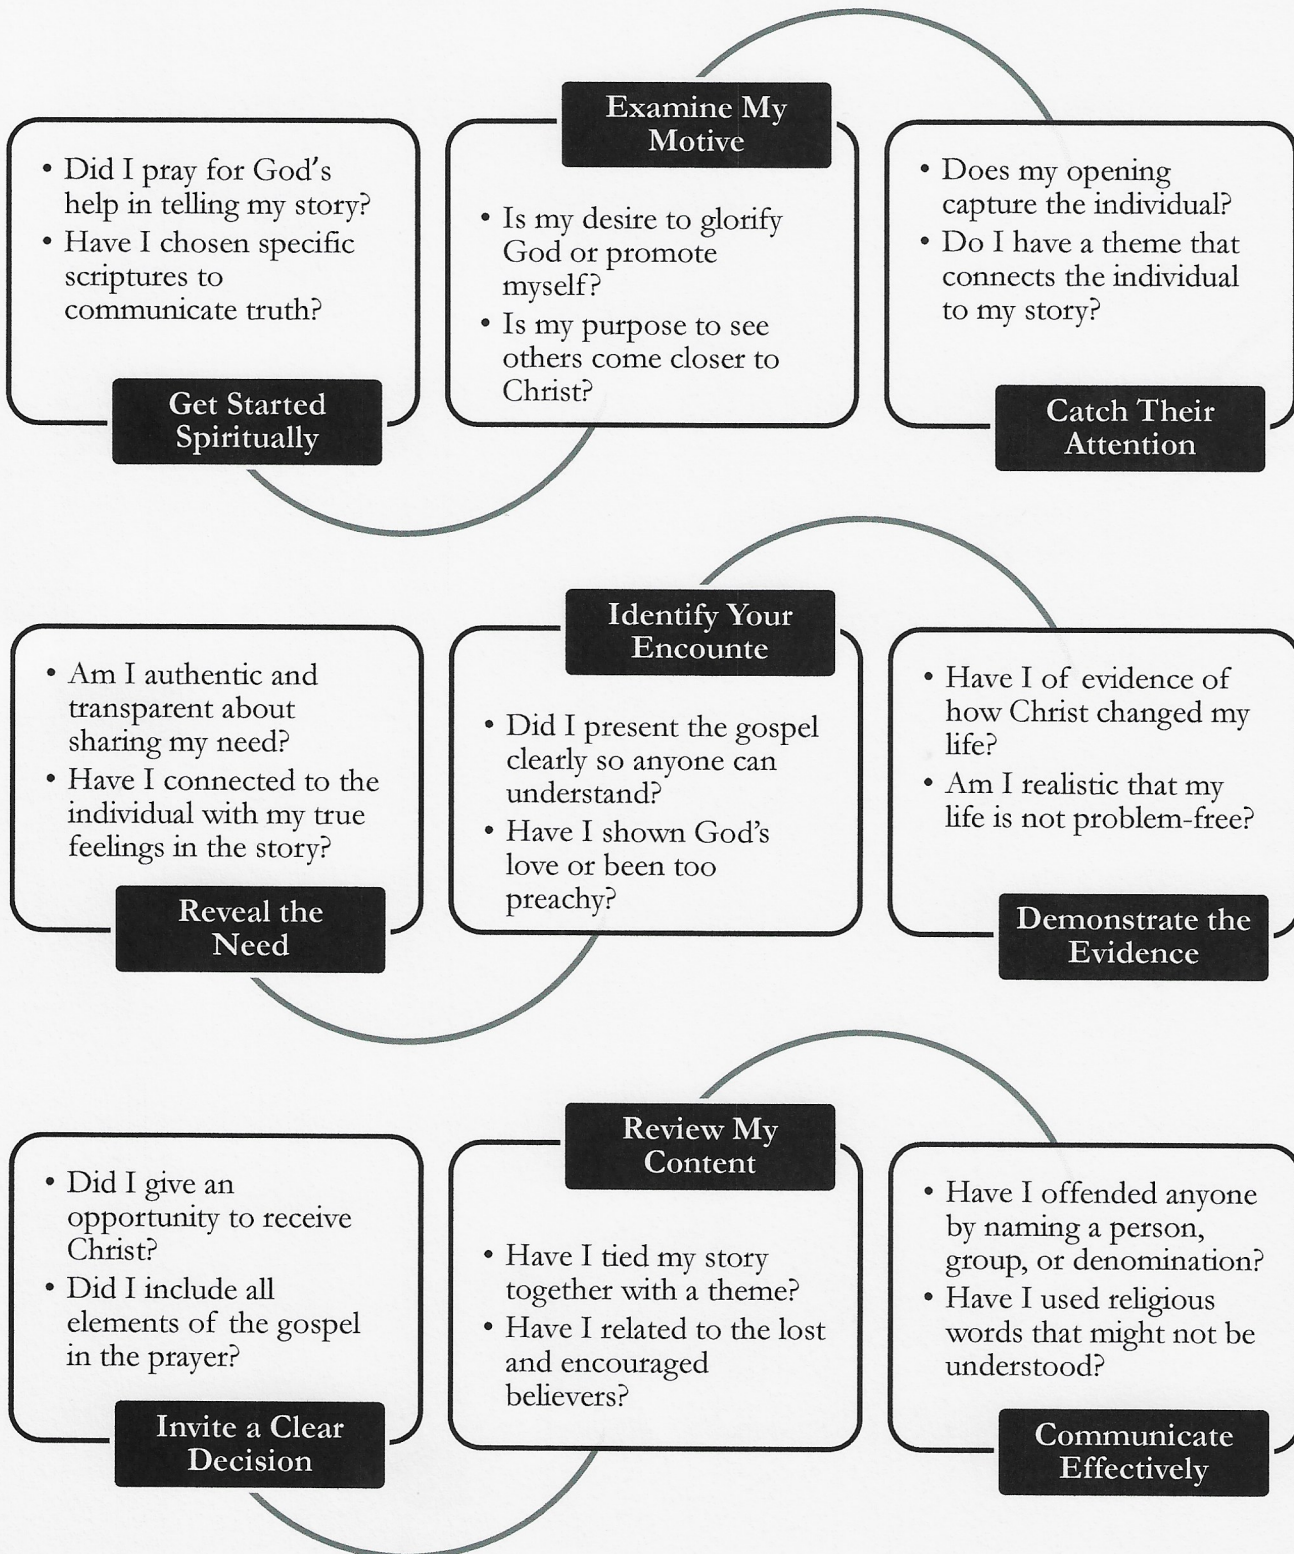 • Did I pray for God's
help in telling my story?
• Have I chosen specific
scriptures to
communicate truth?
Get Started
Spiritually
Examine My
Motive
• Is my desire to glorify
God or promote
myself?
• Is my purpose to see
others come closer to
Christ?
• Does my opening
capture the individual?
• Do I have a theme that
connects the individual
to my story?
Catch Their
Attention
• Am I authentic and
transparent about
sharing my need?
• Have I connected to the
individual with my true
feelings in the story?
Reveal the
Need
Identify Your
Encounte
• Did I present the gospel
clearly so anyone can
understand?
• Have I shown God's
love or been too
preachy?
• Have I of evidence of
how Christ changed my
life?
• Am I realistic that my
life is not problem-free?
Demonstrate the
Evidence
• Did I give an
opportunity to receive
Christ?
• Did I include all
elements of the gospel
in the prayer?
Invite a Clear
Decision
Review My
Content
• Have I tied my story
together with a theme?
• Have I related to the lost
and encouraged
believers?
• Have I offended anyone
by naming a person,
group, or denomination?
• Have I used religious
words that might not be
understood?
Communicate
Effectively